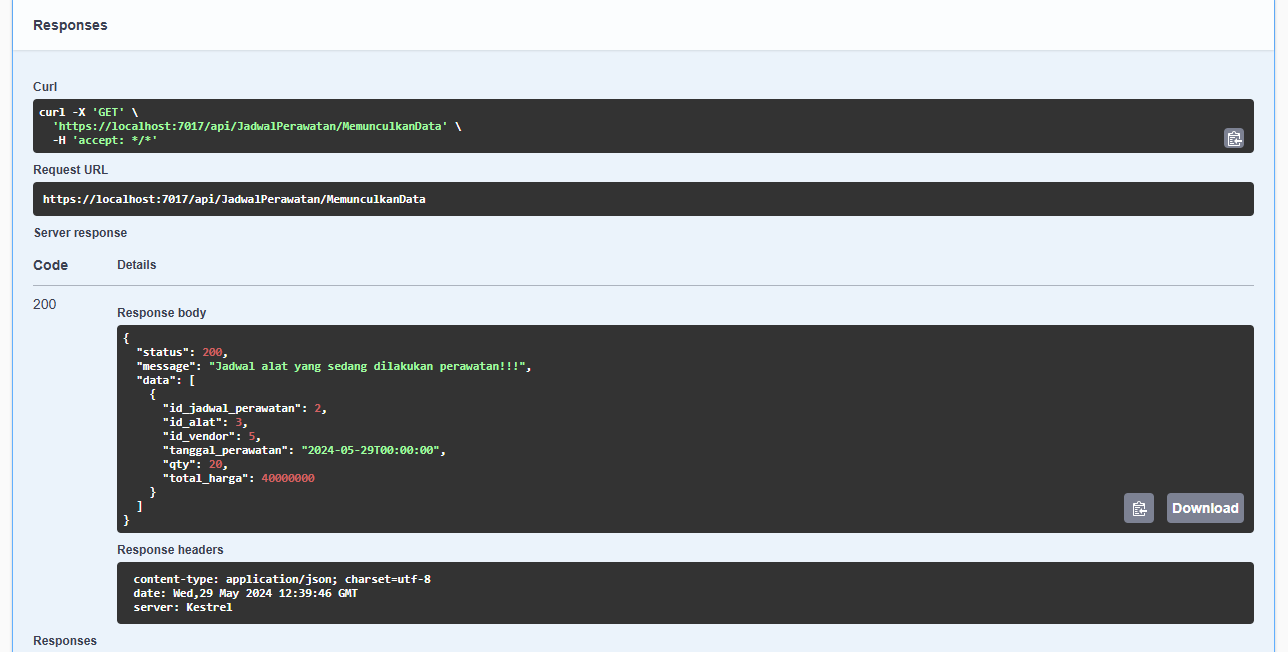 Responses
Curl
curl -X 'GET' \
  'https://localhost:7017/api/JadwalPerawatan/MemunculkanData' \
  -H 'accept: */*'
Request URL
https://localhost:7017/api/JadwalPerawatan/MemunculkanData
Server response
Code Details
200
Response body
{
  "status": 200,
  "message": "Jadwal alat yang sedang dilakukan perawatan!!!",
  "data": [
    {
      "id_jadwal_perawatan": 2,
      "id_alat": 3,
      "id_vendor": 5,
      "tanggal_perawatan": "2024-05-29T00:00:00",
      "qty": 20,
      "total_harga": 40000000
    }
  ]
}
Download
Response headers
content-type: application/json; charset=utf-8
date: Wed,29 May 2024 12:39:46 GMT
server: Kestrel
Responses